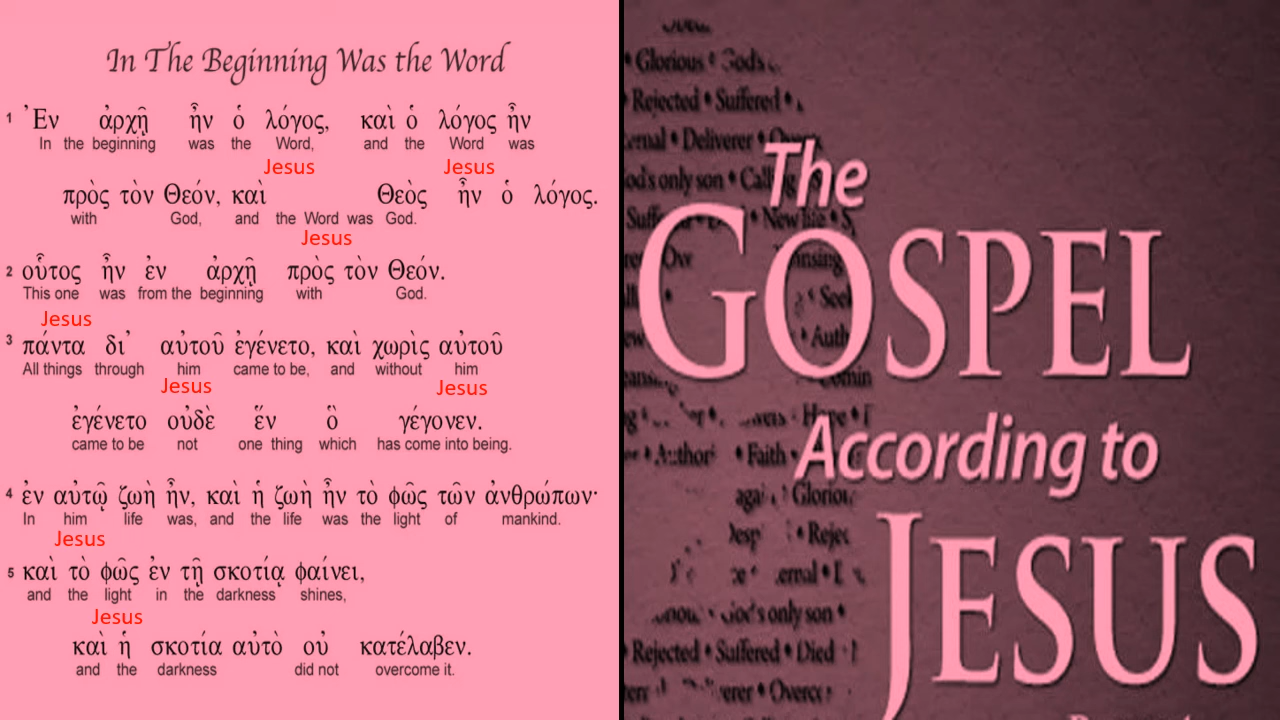 In The Beginning Was the Word
1 Ἐν ἀρχῇ ἦν ὁ λόγος, καὶ ὁ λόγος ἦν
In the beginning was the Word, and the Word was
Jesus Jesus
πρὸς τὸν Θεόν, καὶ Θεὸς ἦν ὁ λόγος.
with God, and the Word was God.
Jesus
2 οὗτος ἦν ἐν ἀρχῇ πρὸς τὸν Θεόν.
This one was from the beginning with God.
Jesus
3 πάντα δι' αὐτοῦ ἐγένετο, καὶ χωρὶς αὐτοῦ
All things through him came to be, and without him
Jesus Jesus
ἐγένετο οὐδὲ ἕν ὃ γέγονεν.
came to be not one thing which has come into being.
4 ἐν αὐτῷ ζωὴ ἦν, καὶ ἡ ζωὴ ἦν τὸ φῶς τῶν ἀνθρώπων·
In him life was, and the life was the light of mankind.
Jesus
5 καὶ τὸ φῶς ἐν τῇ σκοτίᾳ φαίνει,
and the light in the darkness shines,
Jesus
καὶ ἡ σκοτία αὐτὸ οὐ κατέλαβεν.
and the darkness did not overcome it.
The
GOSPEL
According to
JESUS
• Glorious • God's
Rejected • Suffered •
• Deliverer •
God's only son •
• New life •
• Faith •
God's only son •
Rejected • Suffered • Died •